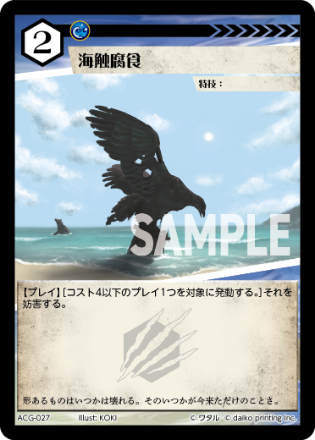 2
海蝕腐食
特技：
SAMPLE
【プレイ】[コスト4以下のプレイ1つを対象に発動する。]それを
妨害する。
形あるものはいつかは壊れる。そのいつかが今来ただけのことさ。
ACG-027 Illust: KOKI © ワタル © daiko printing Inc.